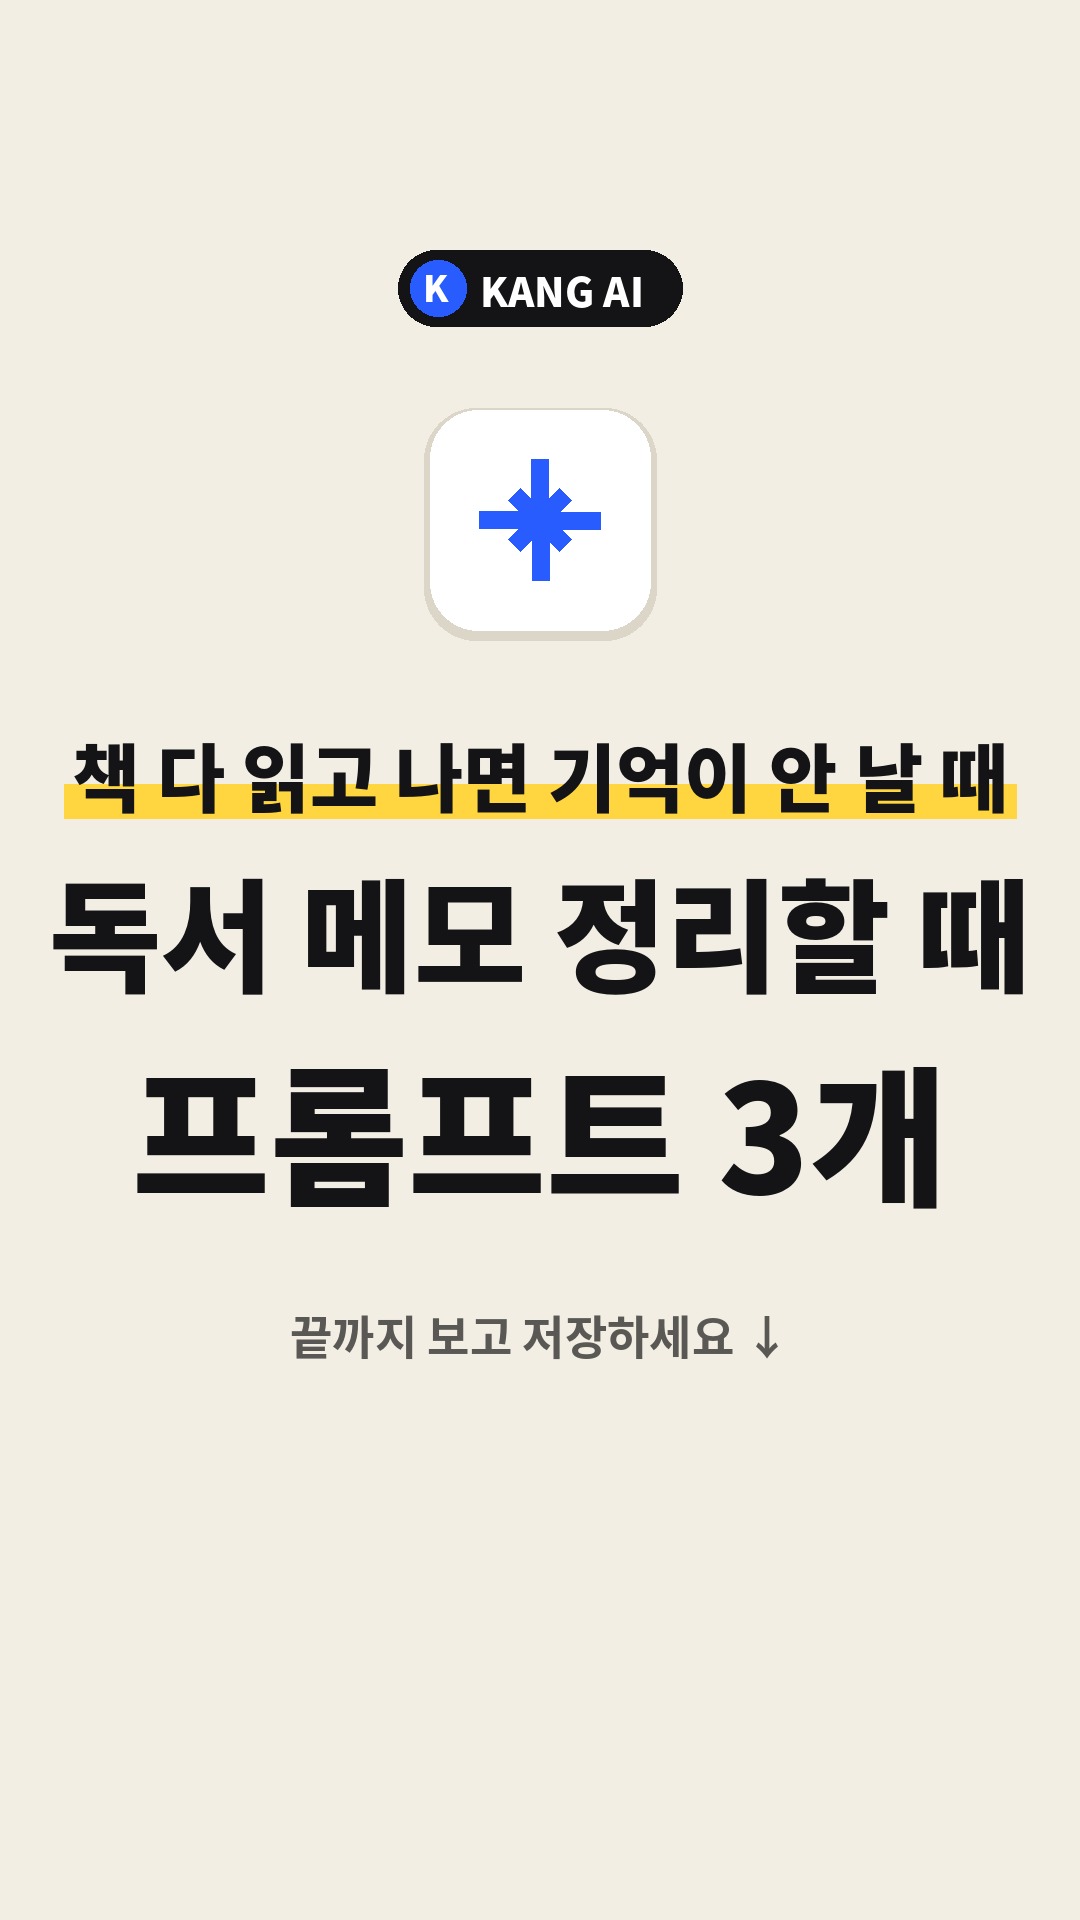 K KANG AI
책 다 읽고 나면 기억이 안 날 때
독서 메모 정리할 때
프롬프트 3개
끝까지 보고 저장하세요 ↓